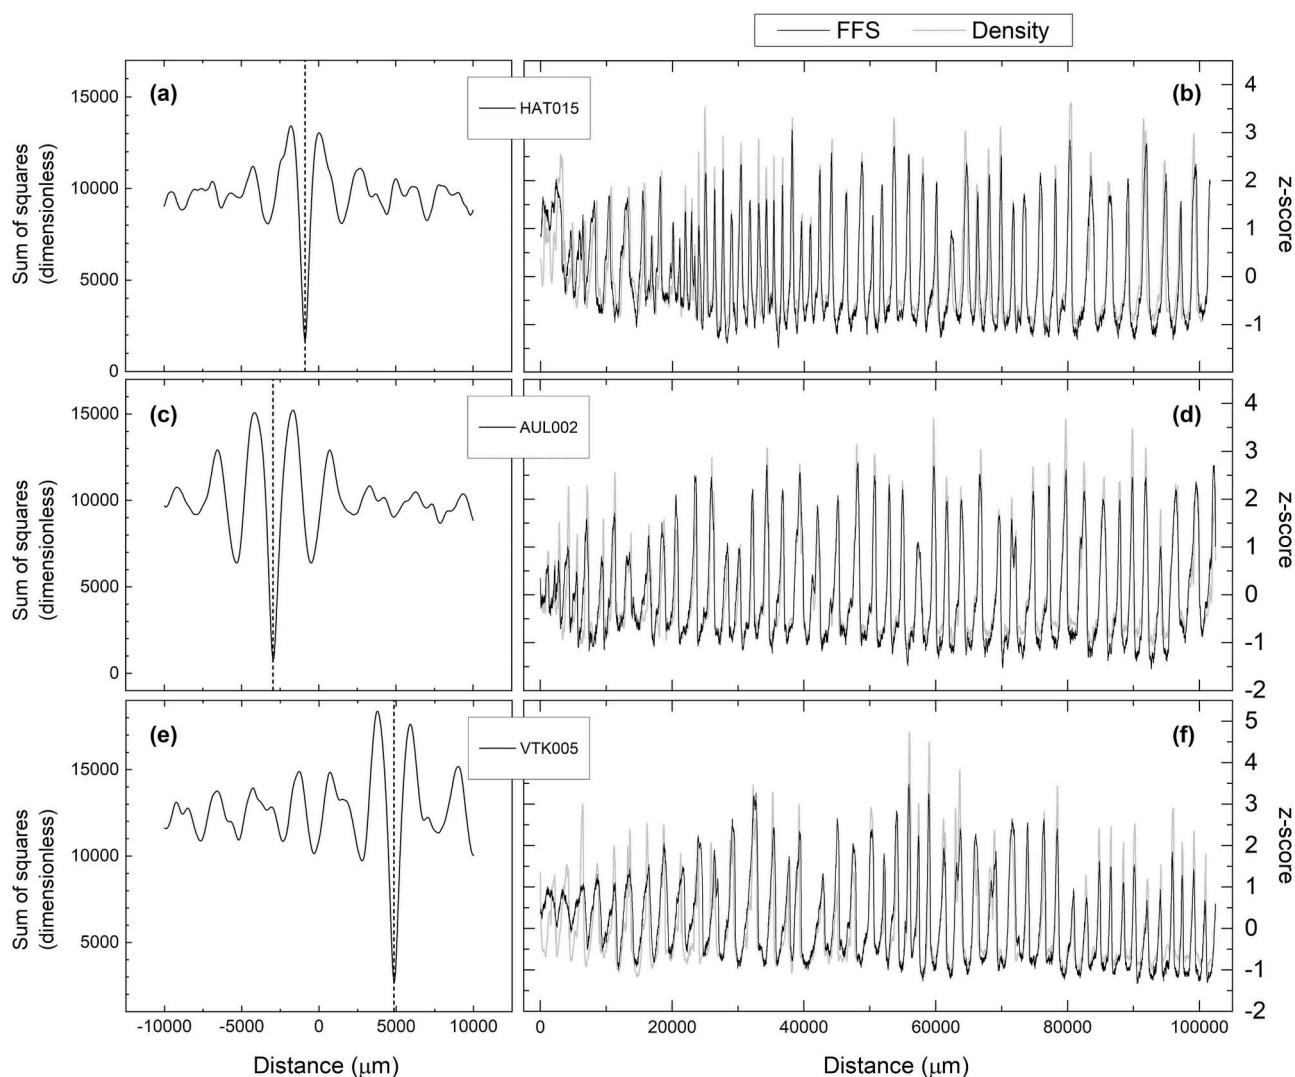 FFS Density
(a) HAT015 (b)
15000
10000
5000
0
Sum of squares
(dimensionless)
4
3
2
1
0
-1
z-score
(c) AUL002 (d)
15000
10000
5000
0
Sum of squares
(dimensionless)
4
3
2
1
0
-1
-2
z-score
(e) VTK005 (f)
15000
10000
5000
Sum of squares
(dimensionless)
5
4
3
2
1
0
-1
-2
z-score
-10000 -5000 0 5000 10000
0 20000 40000 60000 80000 100000
Distance (μm) Distance (μm)